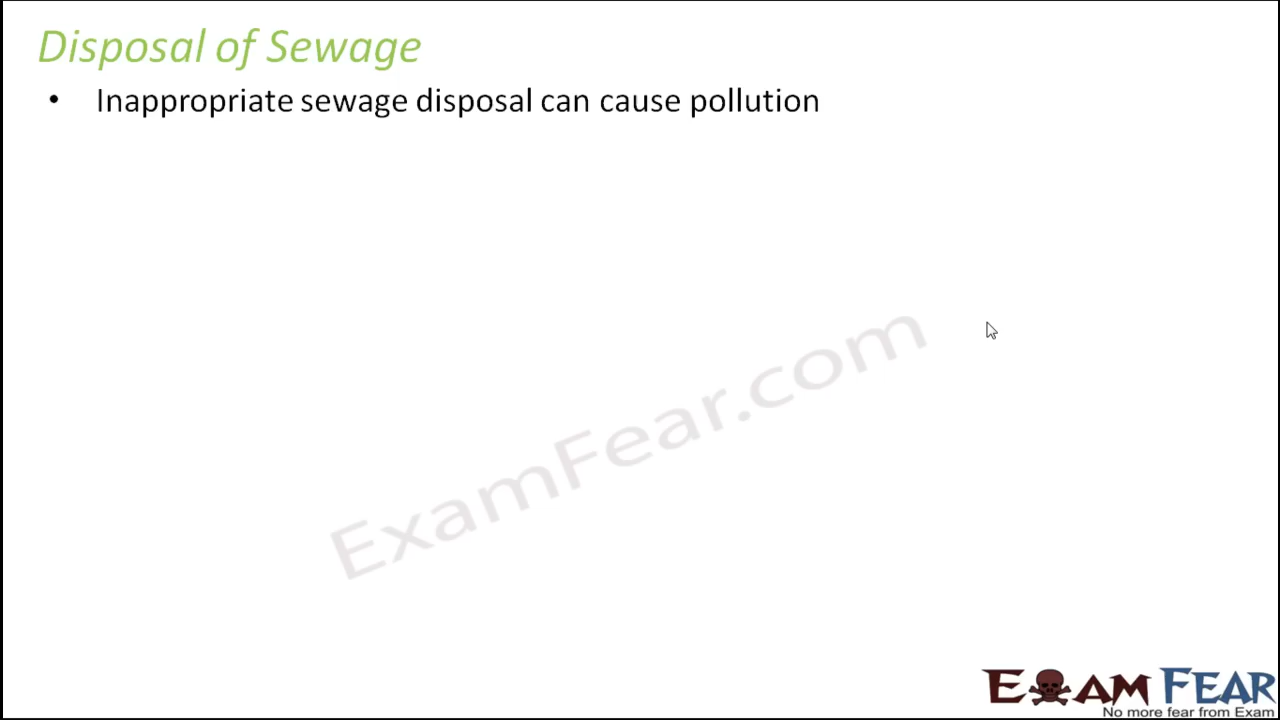 Disposal of Sewage
• Inappropriate sewage disposal can cause pollution
ExamFear.com
EXAM FEAR
No more fear from Exam